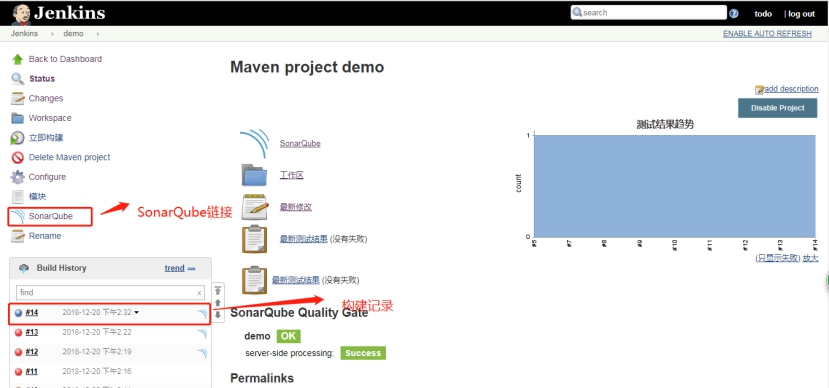 Jenkins
search
todo
log out
Jenkins
demo
ENABLE AUTO REFRESH
Back to Dashboard
Status
Changes
Workspace
立即构建
Delete Maven project
Configure
模块
SonarQube
Rename
SonarQube链接
Build History
trend
find
x
#14
2018-12-20 下午2:32
#13
2018-12-20 下午2:22
#12
2018-12-20 下午2:19
#11
2018-12-20 下午2:16
构建记录
Maven project demo
add description
Disable Project
SonarQube
工作区
最新修改
最新测试结果 (没有失败)
最新测试结果 (没有失败)
测试结果趋势
count
1
0
#5
#7
#8
#9
#10
#11
#12
#13
#14
(只显示失败) 放大
SonarQube Quality Gate
demo OK
server-side processing: Success
Permalinks